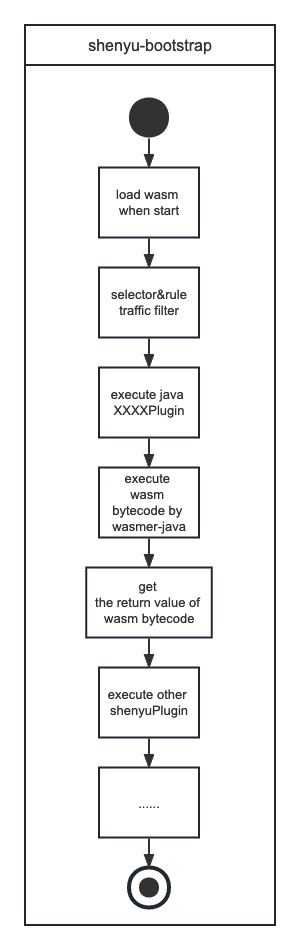 shenyu-bootstrap
load wasm
when start
selector&rule
traffic filter
execute java
XXXXPlugin
execute
wasm
bytecode by
wasmer-java
get
the return value of
wasm bytecode
execute other
shenyuPlugin
......